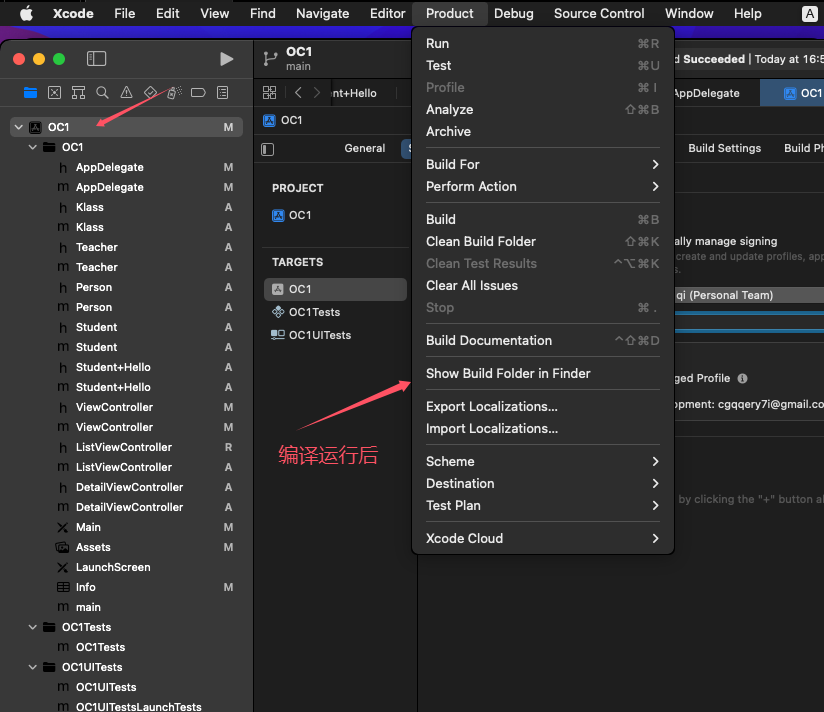 Xcode File Edit View Find Navigate Editor Product Debug Source Control Window Help A
OC1
main
d Succeeded | Today at 16:5
nt+Hello
AppDelegate
OC1
OC1
General
S
Build Settings
Build Ph
OC1 M
OC1
h AppDelegate M
m AppDelegate M
h Klass A
m Klass A
h Teacher A
m Teacher A
h Person A
m Person A
h Student A
m Student A
h Student+Hello A
m Student+Hello A
h ViewController M
m ViewController M
h ListViewController R
m ListViewController A
h DetailViewController A
m DetailViewController A
Main M
Assets M
LaunchScreen
Info M
m main
OC1Tests
m OC1Tests
OC1UITests
m OC1UITests
m OC1UITestsLaunchTests
PROJECT
OC1
TARGETS
OC1
OC1Tests
OC1UITests
编译运行后
Run ⌘R
Test ⌘U
Profile ⌘I
Analyze ⇧⌘B
Archive
Build For
Perform Action
Build ⌘B
Clean Build Folder ⇧⌘K
Clean Test Results ^⌥⌘K
Clear All Issues
Stop ⌘.
Build Documentation ^⇧⌘D
Show Build Folder in Finder
Export Localizations...
Import Localizations...
Scheme
Destination
Test Plan
Xcode Cloud
ally manage signing
create and update profiles, app
s.
qi (Personal Team)
ged Profile
opment: cgqqery7i@gmail.co
by clicking the "+" button al